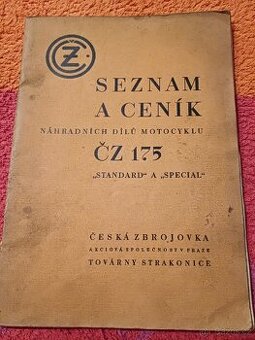 ČZ
SEZNAM
A CENÍK
NÁHRADNÍCH DÍLŮ MOTOCYKLU
ČZ 175
„STANDARD“ A „SPECIAL“
ČESKÁ ZBROJOVKA
AKCIOVÁ SPOLEČNOST V PRAZE
TOVÁRNY STRAKONICE